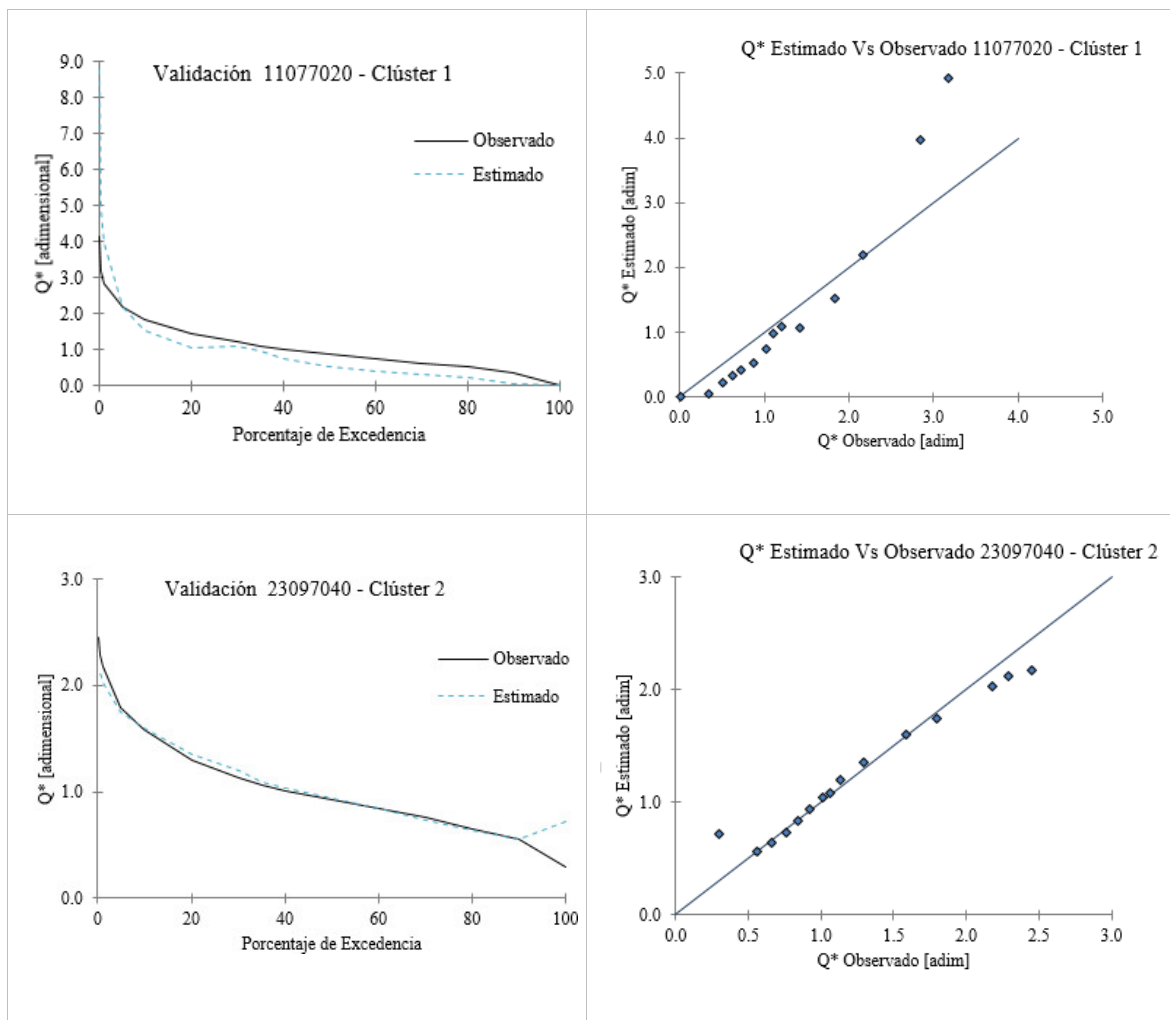 Validación 11077020 - Clúster 1
Q* [adimensional]
9.0
8.0
7.0
6.0
5.0
4.0
3.0
2.0
1.0
0.0
0 20 40 60 80 100
Porcentaje de Excedencia
Observado
Estimado
Q* Estimado Vs Observado 11077020 - Clúster 1
Q* Estimado [adim]
5.0
4.0
3.0
2.0
1.0
0.0
0.0 1.0 2.0 3.0 4.0 5.0
Q* Observado [adim]
Validación 23097040 - Clúster 2
Q* [adimensional]
3.0
2.0
1.0
0.0
0 20 40 60 80 100
Porcentaje de Excedencia
Observado
Estimado
Q* Estimado Vs Observado 23097040 - Clúster 2
Q* Estimado [adim]
3.0
2.0
1.0
0.0
0.0 0.5 1.0 1.5 2.0 2.5 3.0
Q* Observado [adim]